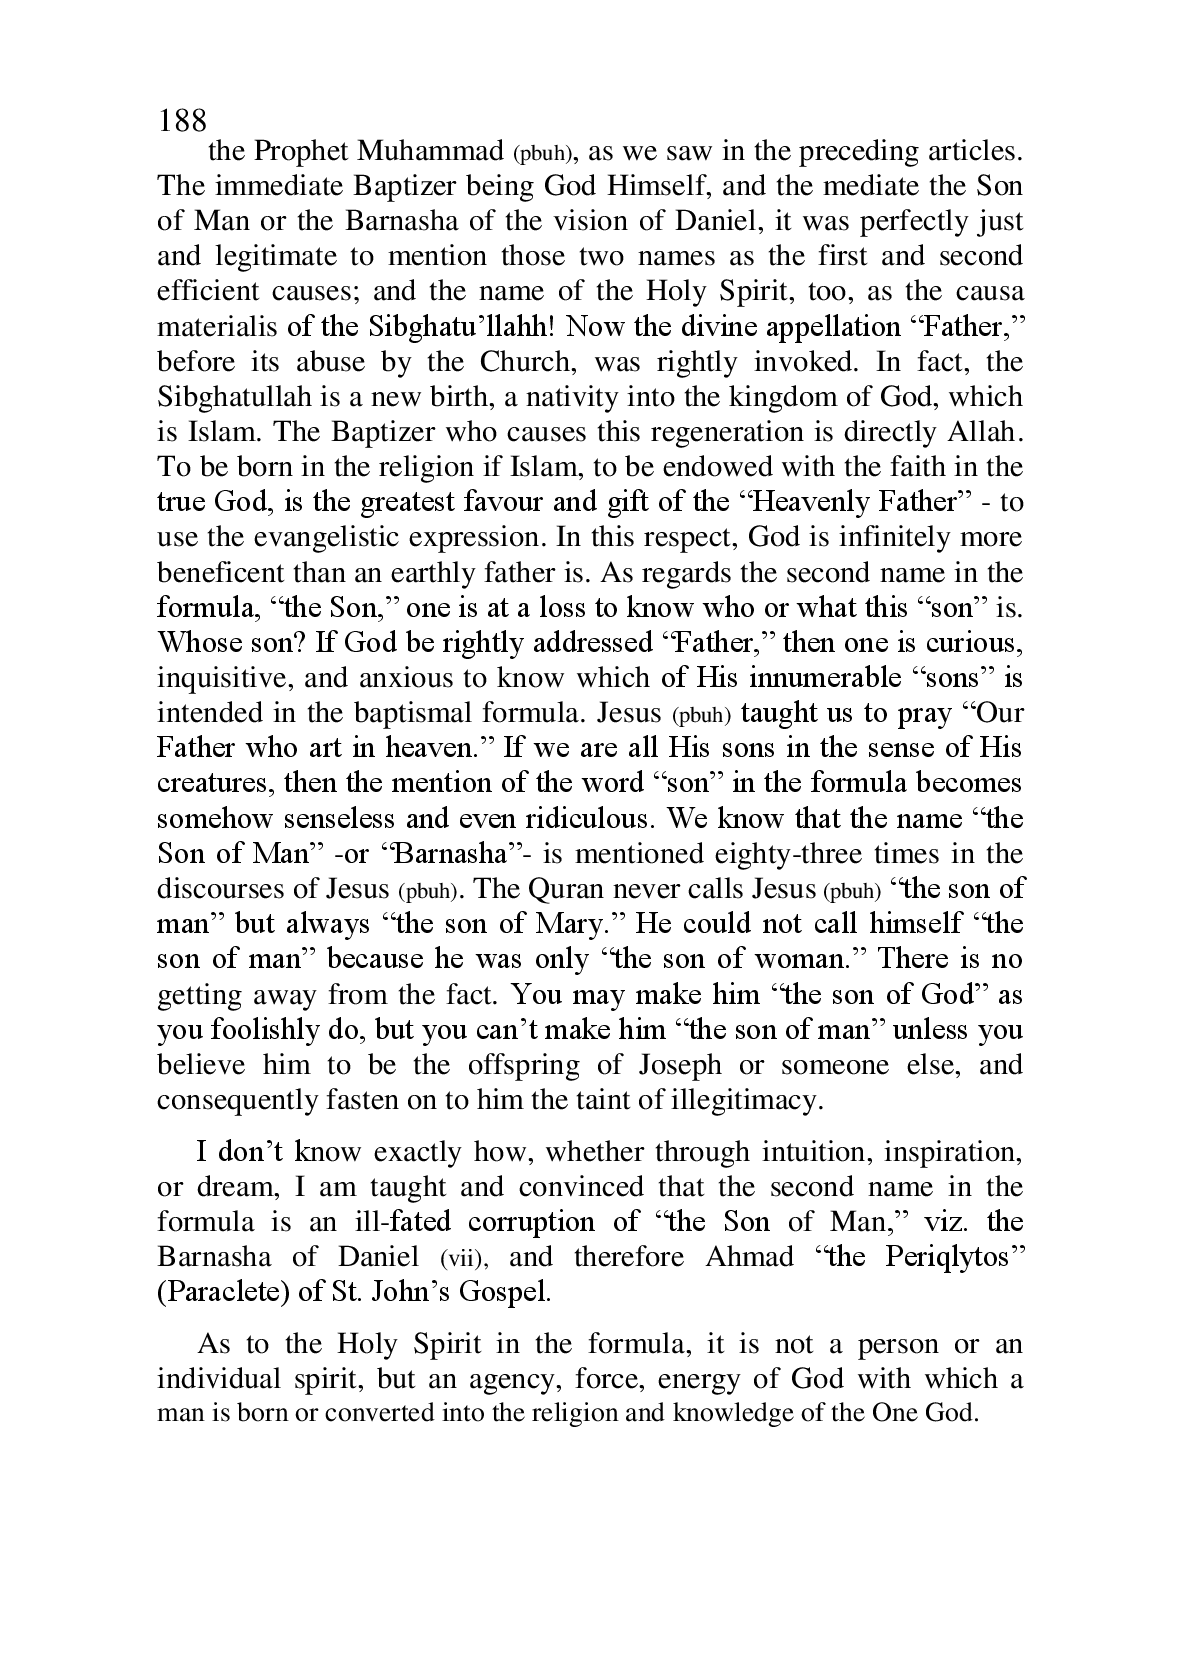 188
the Prophet Muhammad (pbuh), as we saw in the preceding articles.
The immediate Baptizer being God Himself, and the mediate the Son
of Man or the Barnasha of the vision of Daniel, it was perfectly just
and legitimate to mention those two names as the first and second
efficient causes; and the name of the Holy Spirit, too, as the causa
materialis of the Sibghatu’llahh! Now the divine appellation “Father,”
before its abuse by the Church, was rightly invoked. In fact, the
Sibghatullah is a new birth, a nativity into the kingdom of God, which
is Islam. The Baptizer who causes this regeneration is directly Allah.
To be born in the religion if Islam, to be endowed with the faith in the
true God, is the greatest favour and gift of the “Heavenly Father” - to
use the evangelistic expression. In this respect, God is infinitely more
beneficent than an earthly father is. As regards the second name in the
formula, “the Son,” one is at a loss to know who or what this “son” is.
Whose son? If God be rightly addressed “Father,” then one is curious,
inquisitive, and anxious to know which of His innumerable “sons” is
intended in the baptismal formula. Jesus (pbuh) taught us to pray “Our
Father who art in heaven.” If we are all His sons in the sense of His
creatures, then the mention of the word “son” in the formula becomes
somehow senseless and even ridiculous. We know that the name “the
Son of Man” -or “Barnasha”- is mentioned eighty-three times in the
discourses of Jesus (pbuh). The Quran never calls Jesus (pbuh) “the son of
man” but always “the son of Mary.” He could not call himself “the
son of man” because he was only “the son of woman.” There is no
getting away from the fact. You may make him “the son of God” as
you foolishly do, but you can’t make him “the son of man” unless you
believe him to be the offspring of Joseph or someone else, and
consequently fasten on to him the taint of illegitimacy.
I don’t know exactly how, whether through intuition, inspiration,
or dream, I am taught and convinced that the second name in the
formula is an ill-fated corruption of “the Son of Man,” viz. the
Barnasha of Daniel (vii), and therefore Ahmad “the Periqlytos”
(Paraclete) of St. John’s Gospel.
As to the Holy Spirit in the formula, it is not a person or an
individual spirit, but an agency, force, energy of God with which a
man is born or converted into the religion and knowledge of the One God.